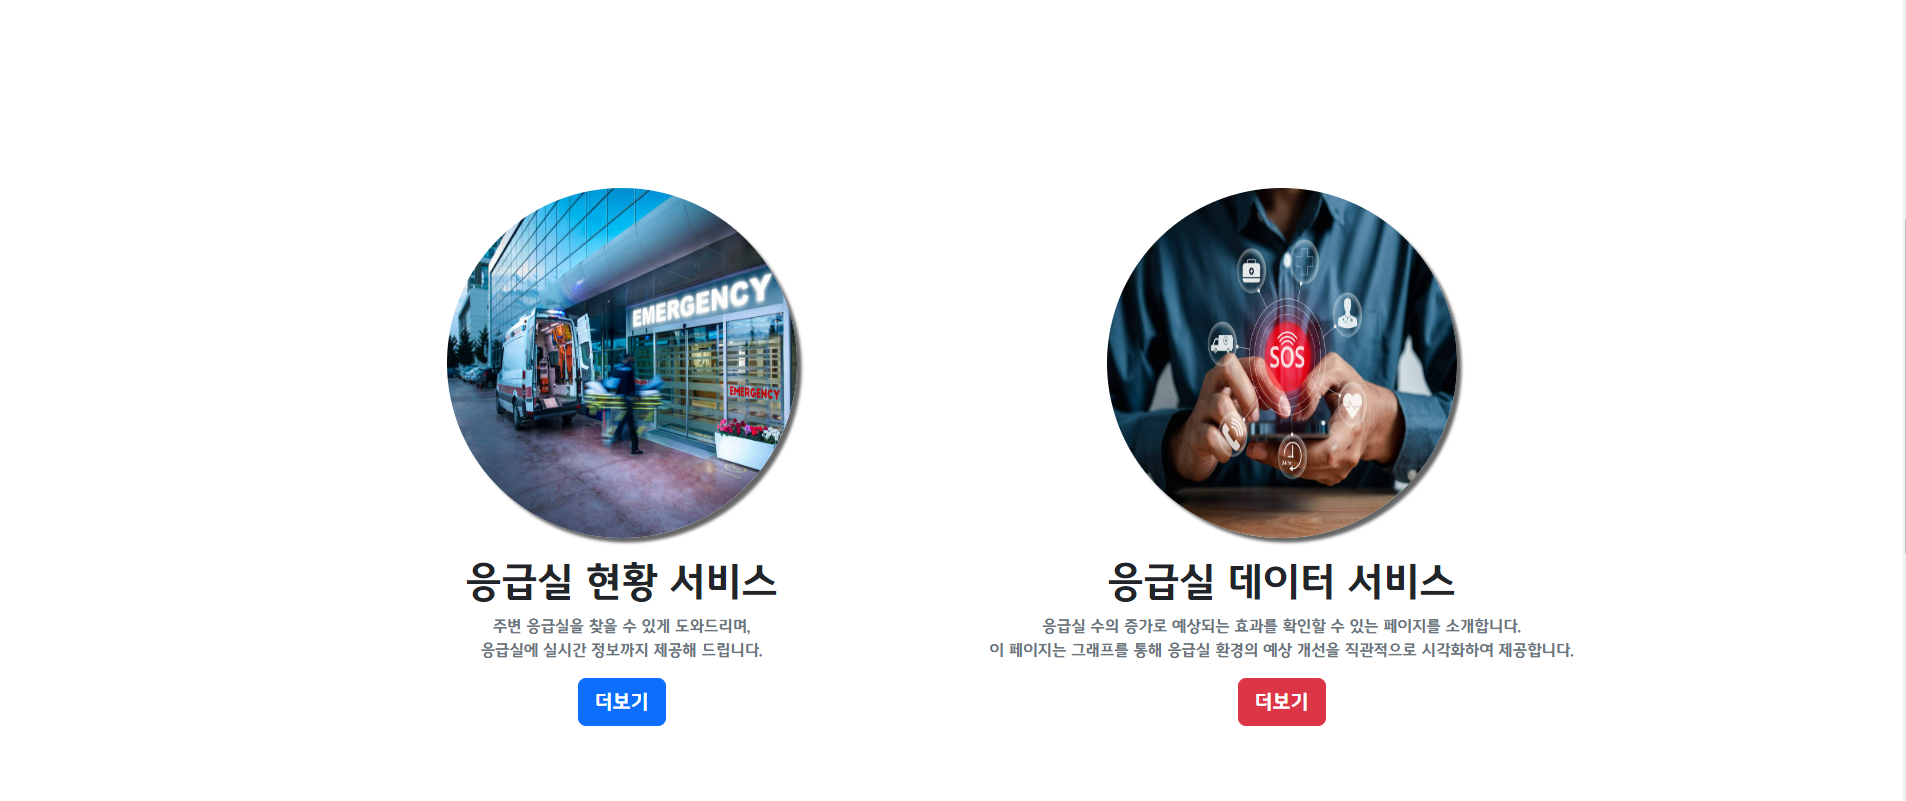 EMERGENCY
EMERGENCY
응급실 현황 서비스
주변 응급실을 찾을 수 있게 도와드리며,
응급실에 실시간 정보까지 제공해 드립니다.
더보기
SOS
24 hr
응급실 데이터 서비스
응급실 수의 증가로 예상되는 효과를 확인할 수 있는 페이지를 소개합니다.
이 페이지는 그래프를 통해 응급실 환경의 예상 개선을 직관적으로 시각화하여 제공합니다.
더보기